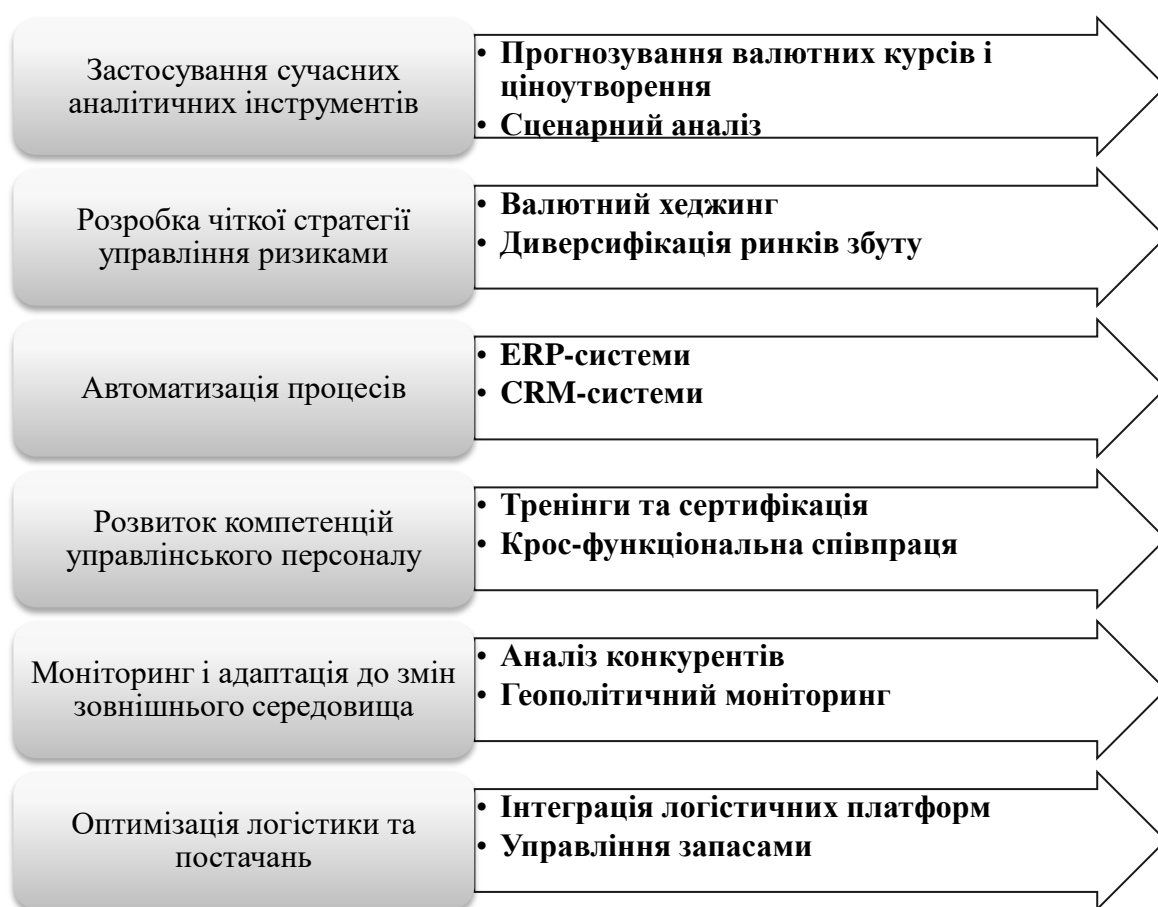 Застосування сучасних
аналітичних інструментів
• Прогнозування валютних курсів і
ціноутворення
• Сценарний аналіз
Розробка чіткої стратегії
управління ризиками
• Валютний хеджинг
• Диверсифікація ринків збуту
Автоматизація процесів
• ERP-системи
• CRM-системи
Розвиток компетенцій
управлінського персоналу
• Тренінги та сертифікація
• Крос-функціональна співпраця
Моніторинг і адаптація до змін
зовнішнього середовища
• Аналіз конкурентів
• Геополітичний моніторинг
Оптимізація логістики та
постачань
• Інтеграція логістичних платформ
• Управління запасами